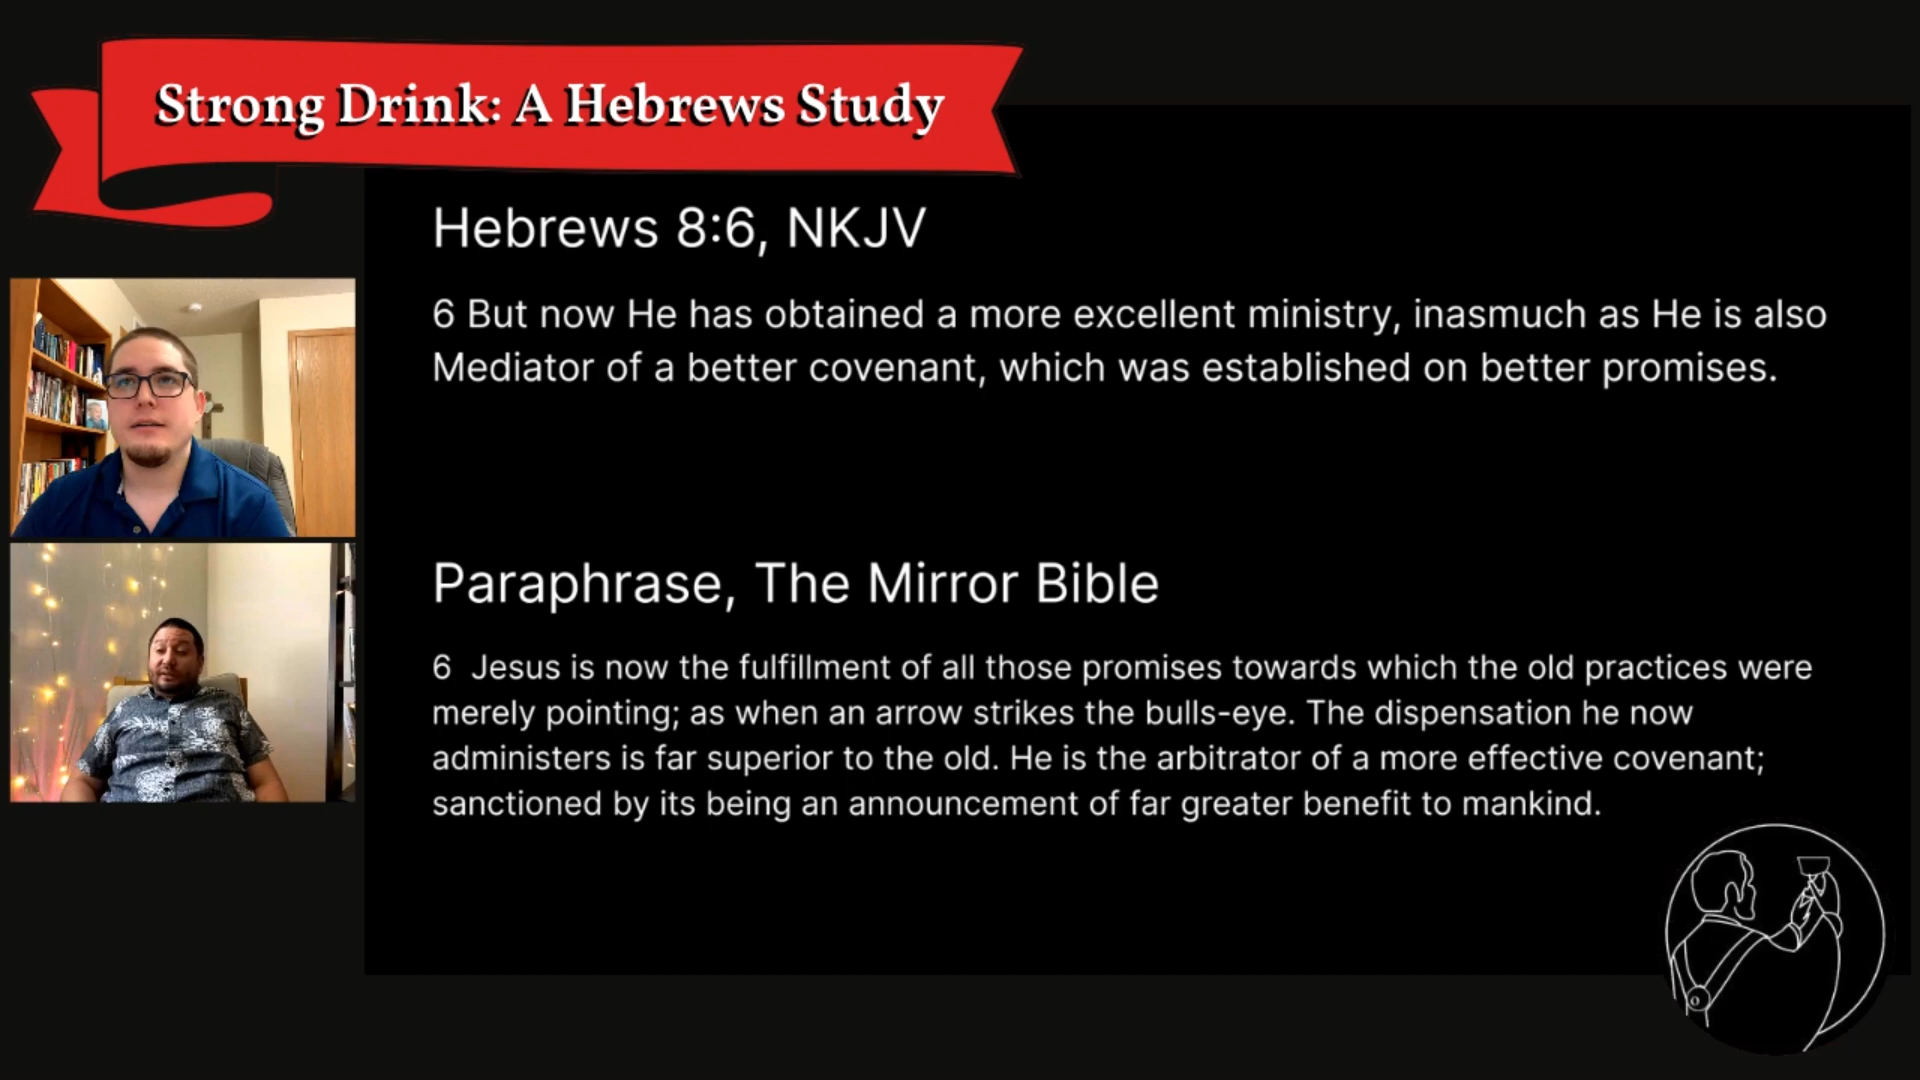 Strong Drink: A Hebrews Study
Hebrews 8:6, NKJV
6 But now He has obtained a more excellent ministry, inasmuch as He is also
Mediator of a better covenant, which was established on better promises.
Paraphrase, The Mirror Bible
6 Jesus is now the fulfillment of all those promises towards which the old practices were
merely pointing; as when an arrow strikes the bulls-eye. The dispensation he now
administers is far superior to the old. He is the arbitrator of a more effective covenant;
sanctioned by its being an announcement of far greater benefit to mankind.